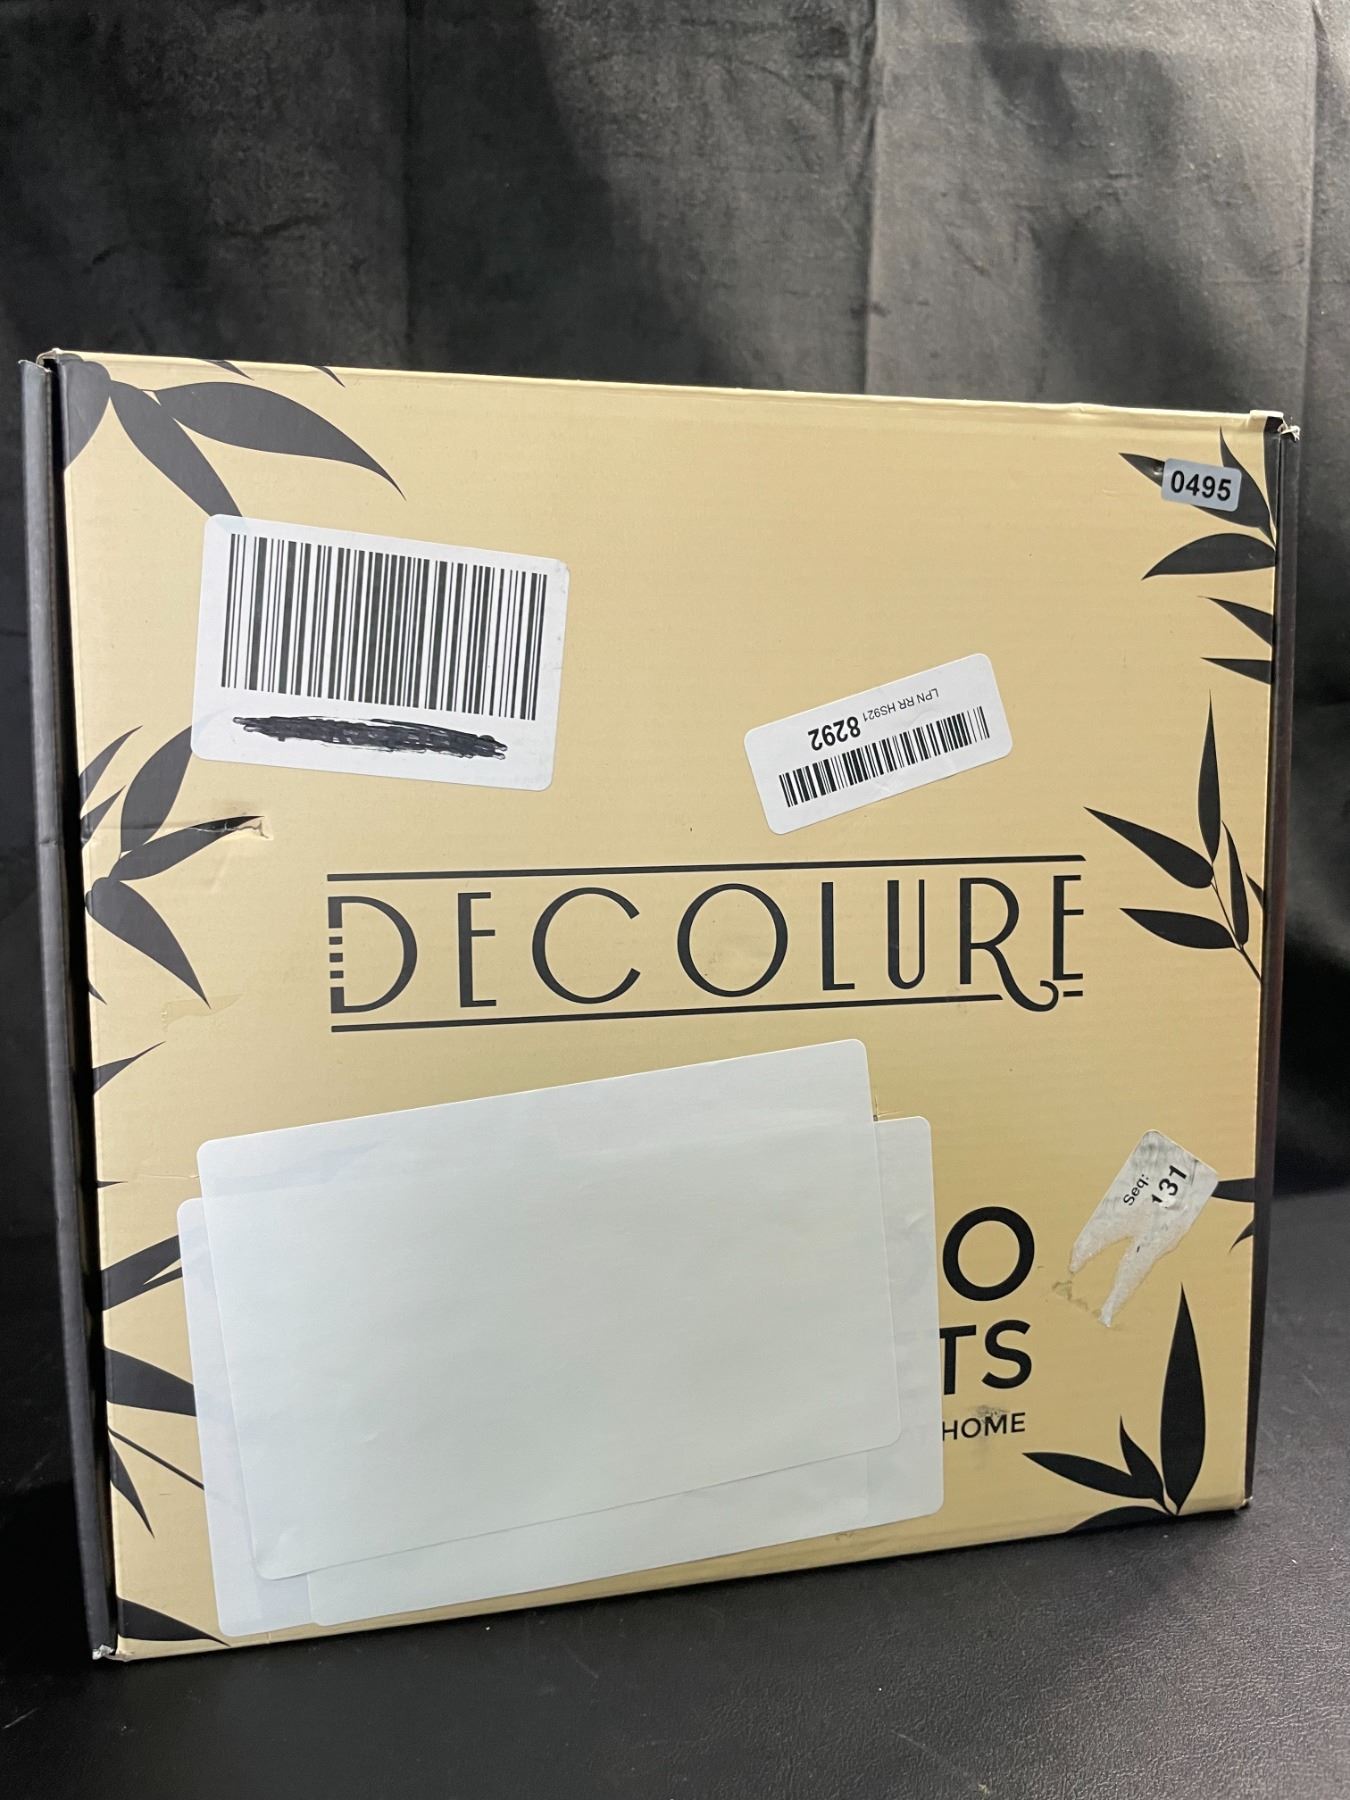 0495
LPN RR HS921 8292
DECOLURE
Seq:
131
O
TS
HOME